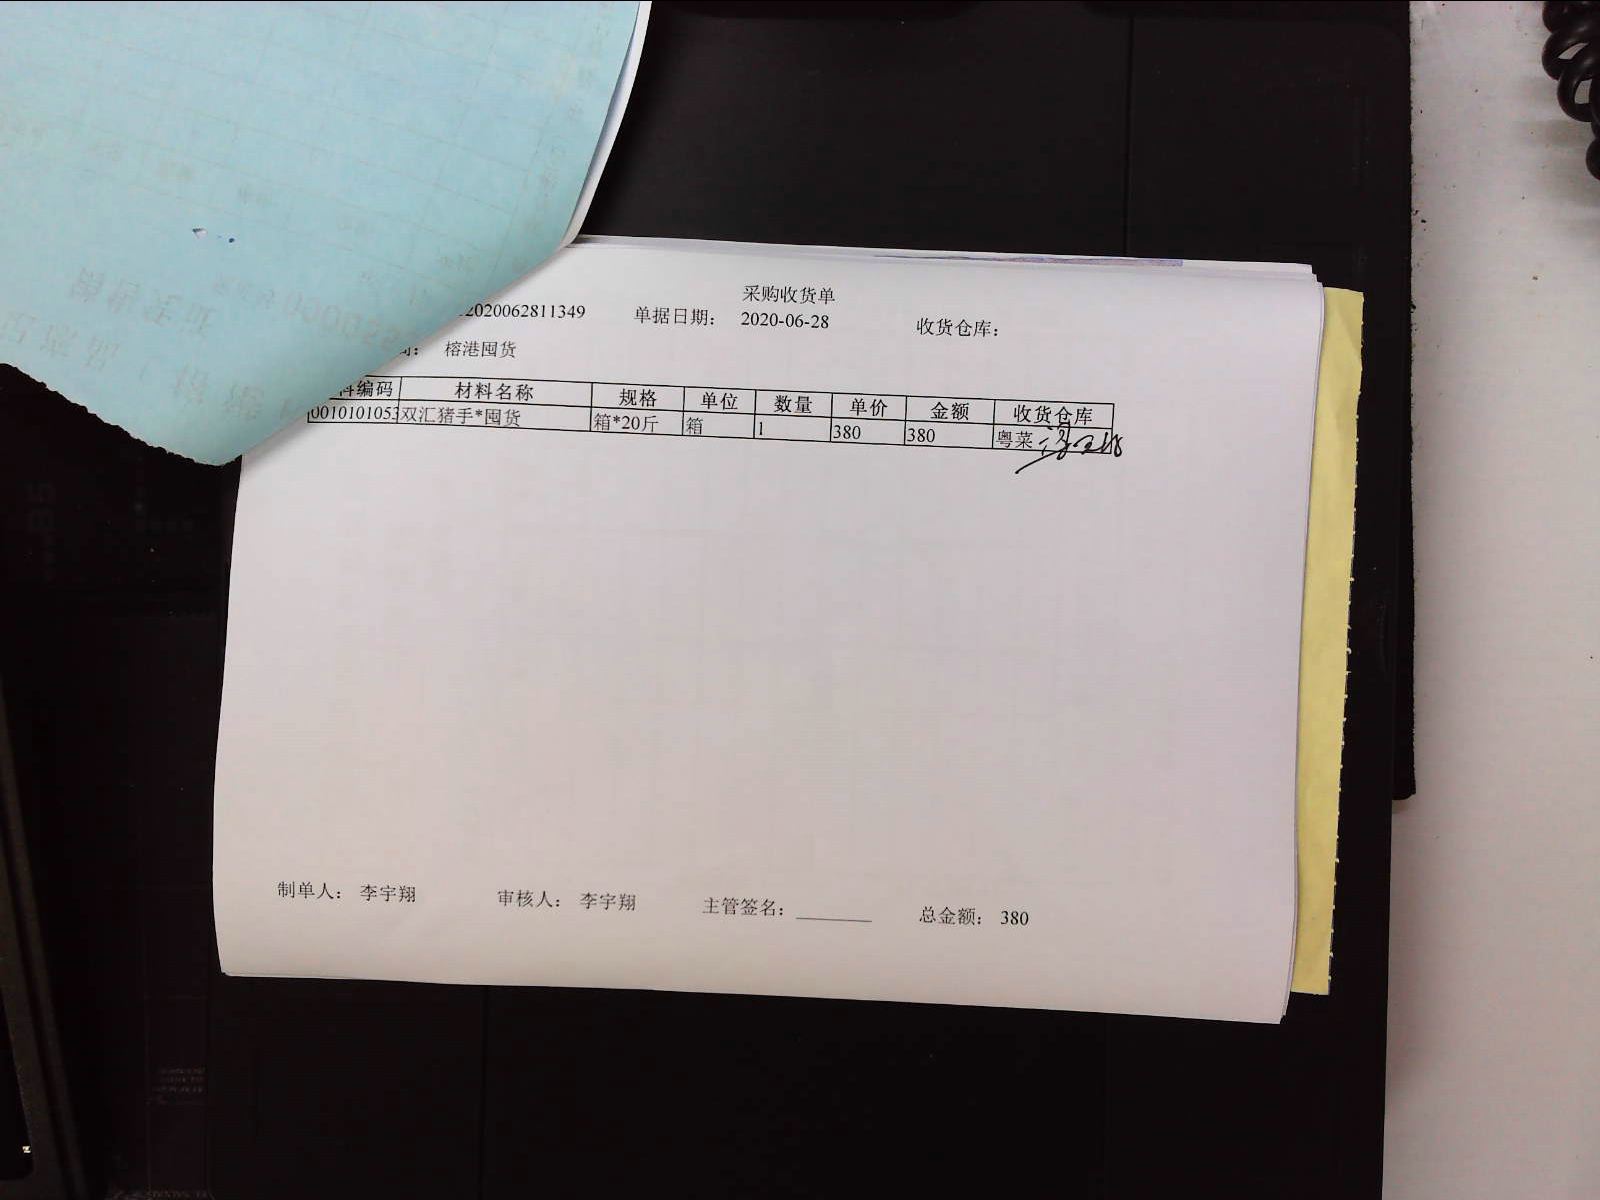 采购收货单
2020062811349 单据日期： 2020-06-28 收货仓库：
： 榕港囤货
料编码 材料名称 规格 单位 数量 单价 金额 收货仓库
0010101053 双汇猪手*囤货 箱*20斤 箱 1 380 380 粤菜
制单人： 李宇翔 审核人： 李宇翔 主管签名：________ 总金额： 380